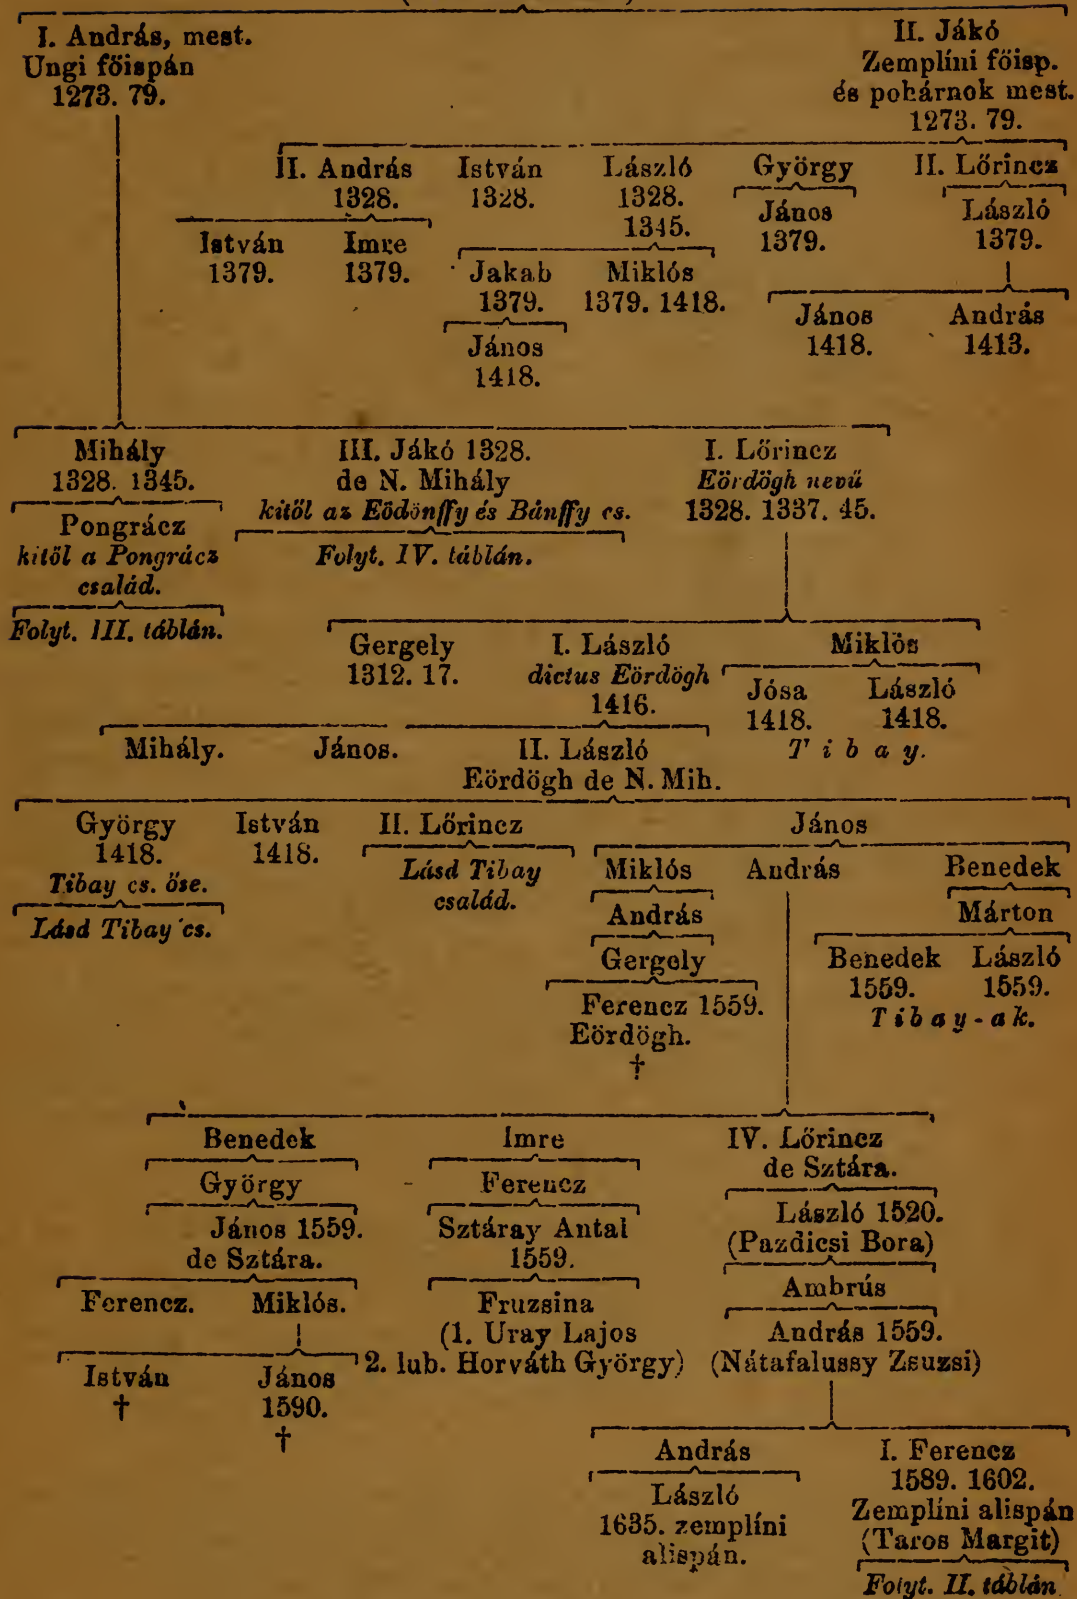 I. András, mest.
Ungi főispán
1273. 79.
II. Jákó
Zemplíni főisp.
és pohárnok mest.
1273. 79.
II. András
1328.
István
1328.
László
1328.
1345.
György
János
1379.
II. Lőrincz
László
1379.
István
1379.
Imre
1379.
Jakab
1379.
Miklós
1379. 1418.
János
1418.
János
1418.
András
1413.
Mihály
1328. 1345.
Pongrácz
kitől a Pongrácz
család.
Folyt. III. táblán.
III. Jákó 1328.
de N. Mihály
kitől az Eödönffy és Bánffy cs.
Folyt. IV. táblán.
I. Lőrincz
Eördögh nevű
1328. 1337. 45.
Gergely
1312. 17.
I. László
dictus Eördögh
1416.
Miklós
Jósa
1418.
László
1418.
Tibay.
Mihály.
János.
II. László
Eördögh de N. Mih.
György
1418.
Tibay cs. őse.
Lásd Tibay cs.
István
1418.
II. Lőrincz
Lásd Tibay
család.
János
Miklós
András
Gergely
Ferencz 1559.
Eördögh.
†
András
Benedek
Márton
Benedek
1559.
László
1559.
Tibay-ak.
Benedek
György
János 1559.
de Sztára.
Ferencz.
Miklós.
István
†
János
1590.
†
Imre
Ferencz
Sztáray Antal
1559.
Fruzsina
(1. Uray Lajos
2. lub. Horváth György)
IV. Lőrincz
de Sztára.
László 1520.
(Pazdicsi Bora)
Ambrús
András 1559.
(Nátafalussy Zsuzsi)
András
László
1635. zemplíni
alispán.
I. Ferencz
1589. 1602.
Zemplíni alispán
(Taros Margit)
Folyt. II. táblán.